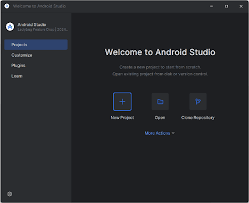 Welcome to Android Studio
Android Studio
Projects
Customize
Plugins
Learn
Welcome to Android Studio
Create a new project to start from scratch.
Open existing project from disk or version control.
New Project
Open
Clone Repository
More Actions